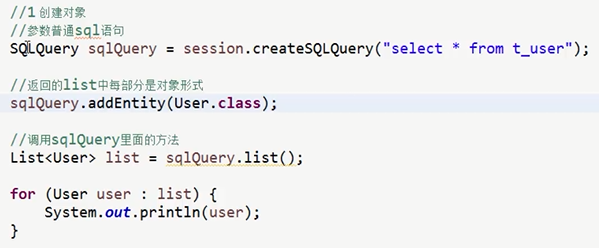 //1 创建对象
//参数普通sql语句
SQLQuery sqlQuery = session.createSQLQuery("select * from t_user");
//返回的list中每部分是对象形式
sqlQuery.addEntity(User.class);
//调用sqlQuery里面的方法
List<User> list = sqlQuery.list();
for (User user : list) {
System.out.println(user);
}